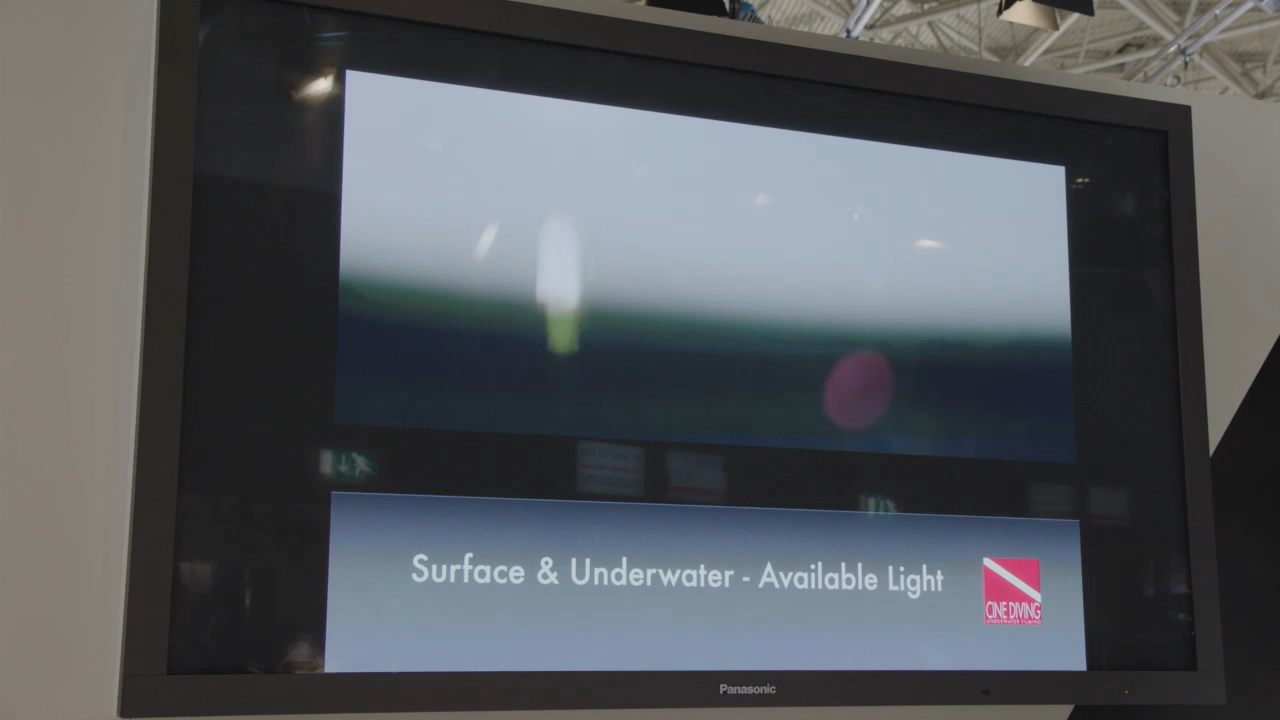 Surface & Underwater - Available Light
CINE DIVING
UNDERWATER FILMING
Panasonic